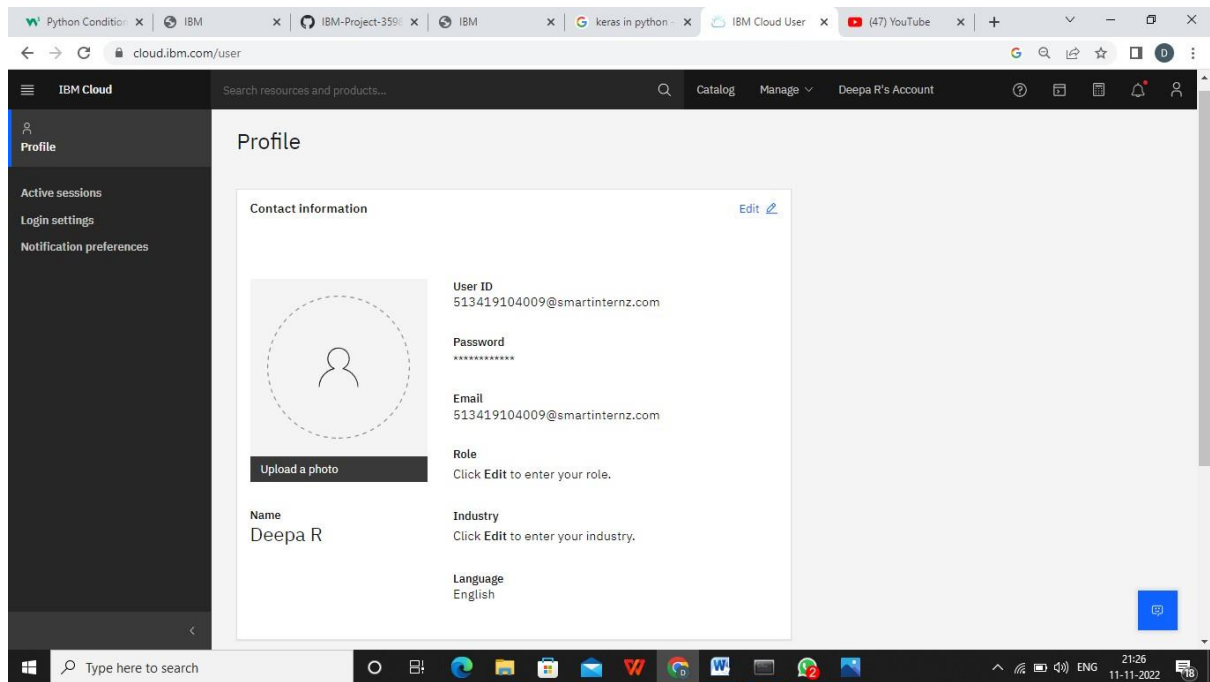 Python Condition
IBM
IBM-Project-3598
IBM
keras in python -
IBM Cloud User
(47) YouTube
cloud.ibm.com/user
G
D
IBM Cloud
Search resources and products...
Catalog
Manage
Deepa R's Account
Profile
Active sessions
Login settings
Notification preferences
Profile
Contact information
Edit
Upload a photo
Name
Deepa R
User ID
513419104009@smartinternz.com
Password
************
Email
513419104009@smartinternz.com
Role
Click Edit to enter your role.
Industry
Click Edit to enter your industry.
Language
English
Type here to search
ENG
21:26
11-11-2022
18